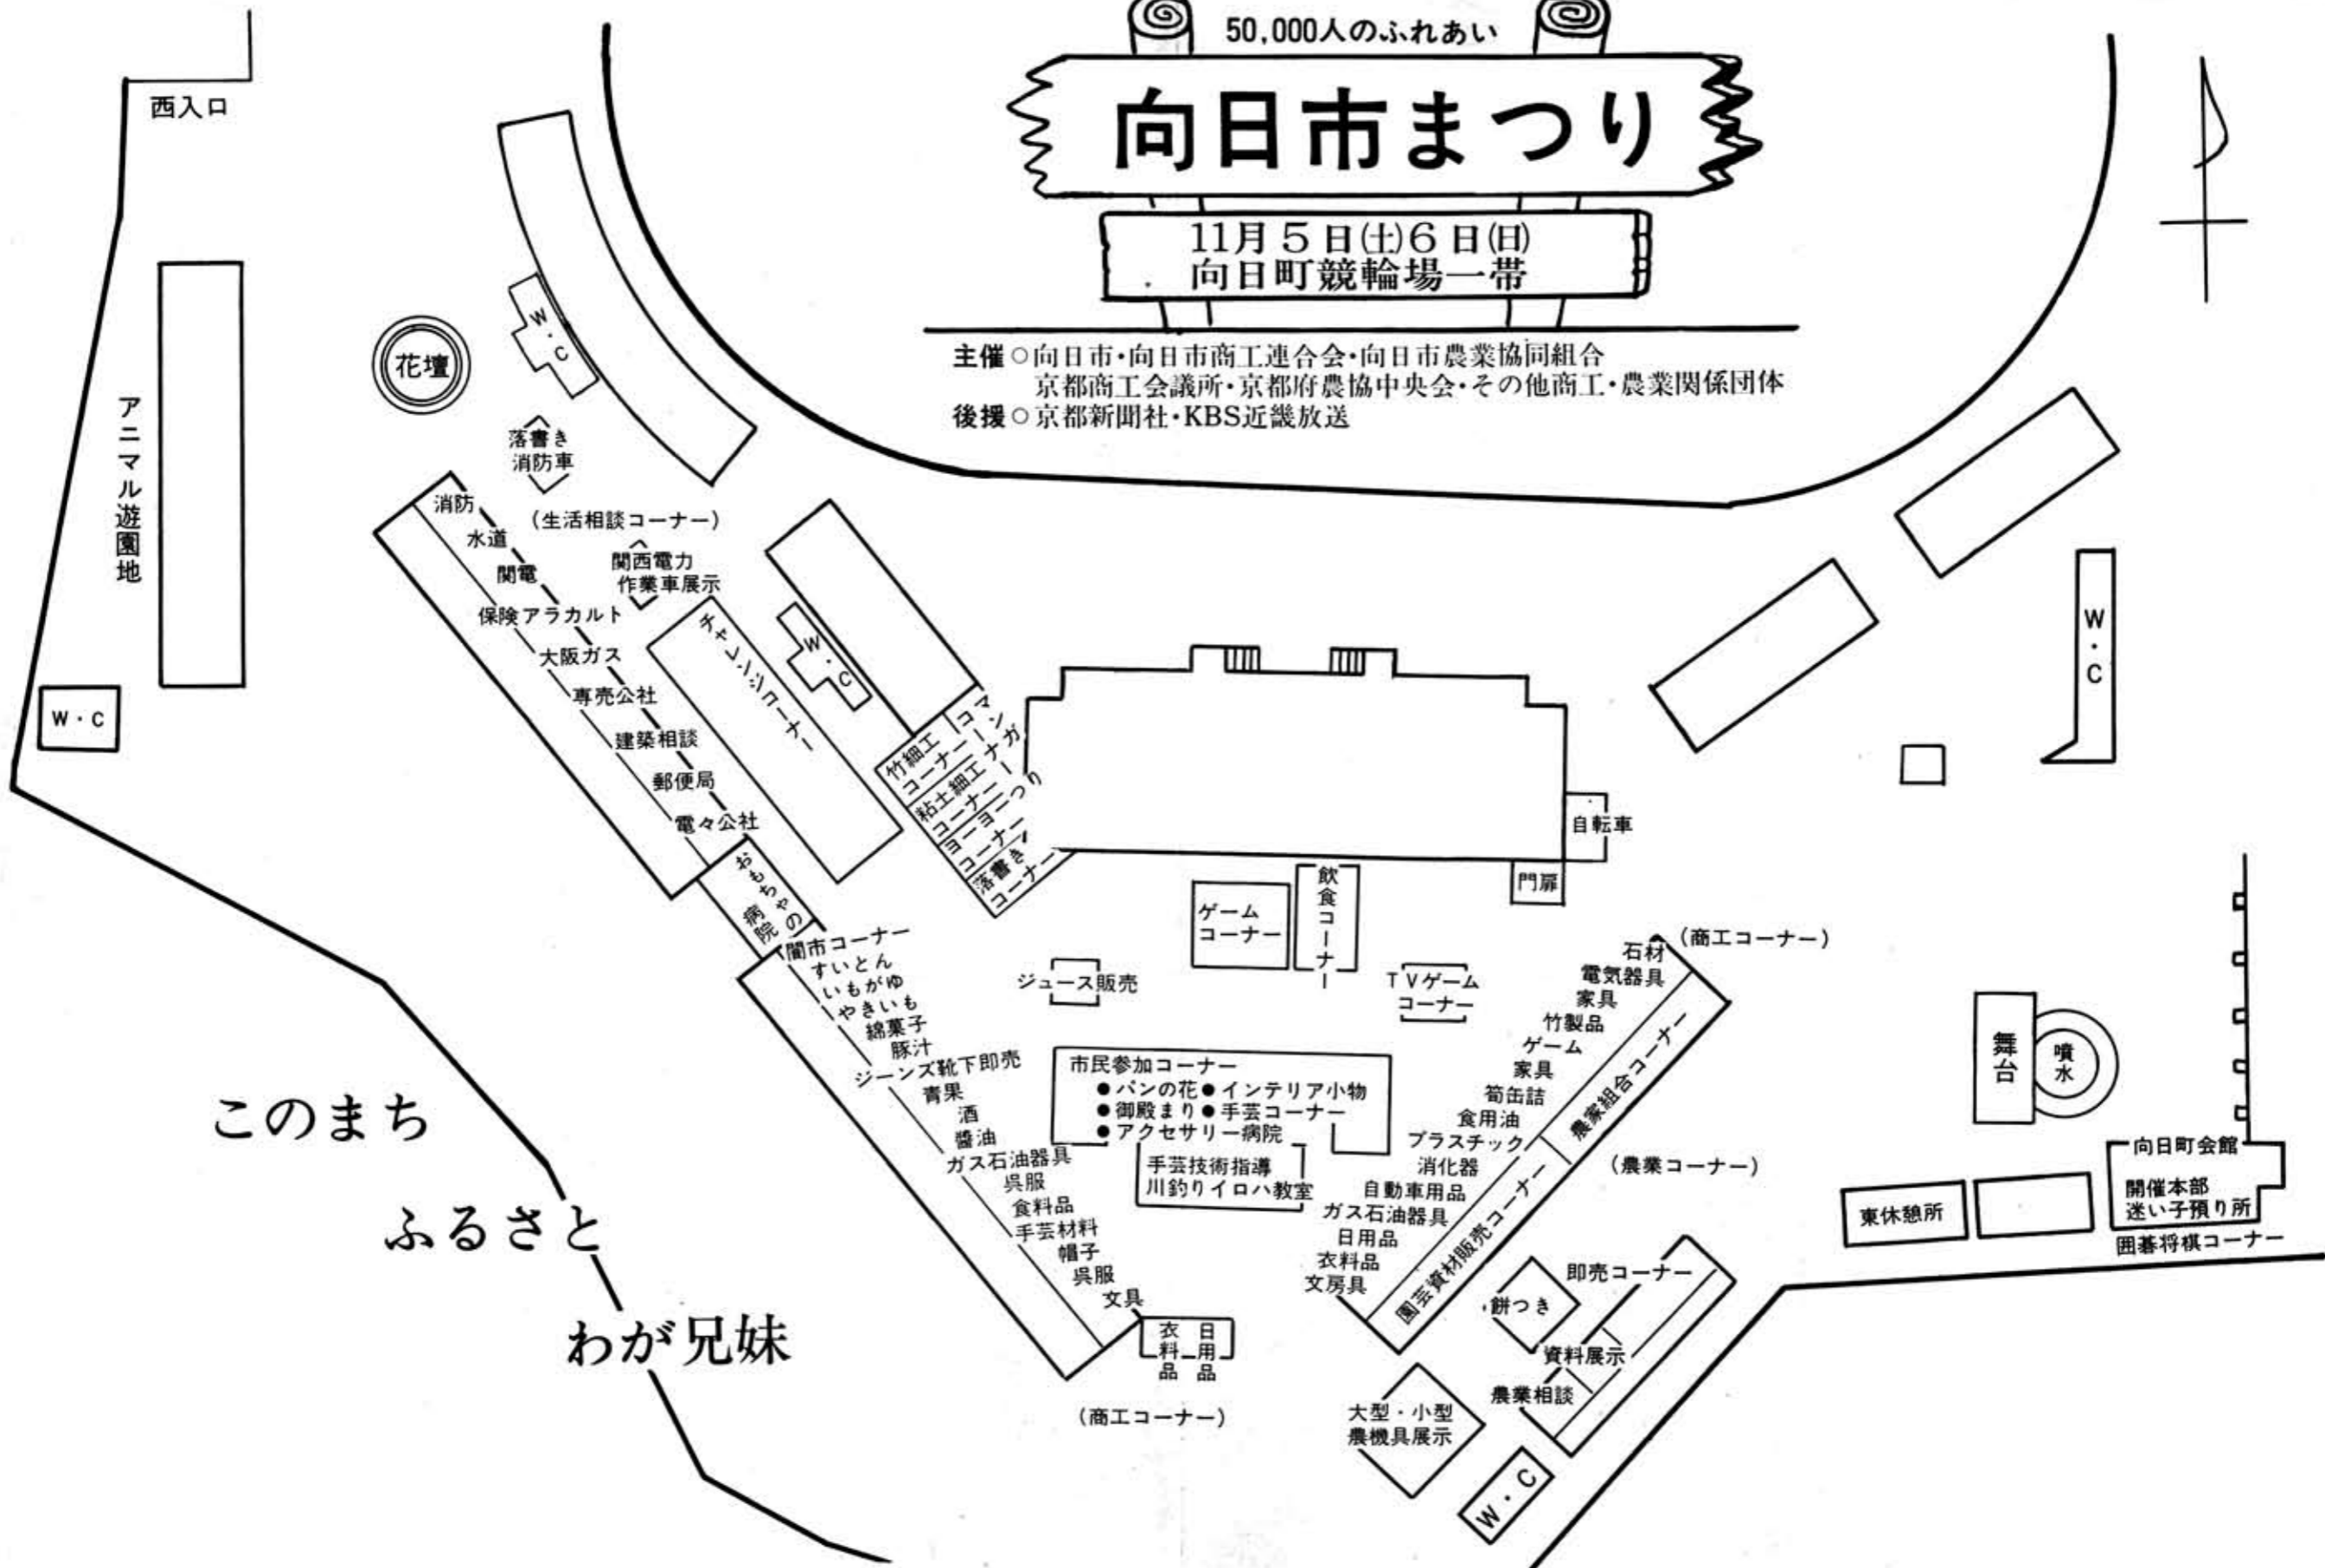 50,000人のふれあい
向日市まつり
11月5日(土)6日(日)
向日町競輪場一帯
主催○向日市・向日市商工連合会・向日市農業協同組合
京都商工会議所・京都府農協中央会・その他商工・農業関係団体
後援○京都新聞社・KBS近畿放送
西入口
アニマル遊園地
W・C
花壇
W・C
落書き
消防車
(生活相談コーナー)
消防
水道
関電
保険アラカルト
大阪ガス
専売公社
建築相談
郵便局
電々公社
関西電力
作業車展示
チャレンジコーナー
W・C
マンガ
コーナー
竹細工
コーナー
粘土細工
コーナー
ヨーヨーつり
コーナー
落書き
コーナー
おもちゃの
病院
闇市コーナー
すいとん
いもがゆ
やきいも
綿菓子
豚汁
ジーンズ靴下即売
青果
酒
醬油
ガス石油器具
呉服
食料品
手芸材料
帽子
呉服
文具
日用品
衣料品
(商工コーナー)
ジュース販売
ゲーム
コーナー
飲食コーナー
TVゲーム
コーナー
門扉
自転車
市民参加コーナー
●パンの花●インテリア小物
●御殿まり●手芸コーナー
●アクセサリー病院
手芸技術指導
川釣りイロハ教室
(商工コーナー)
石材
電気器具
家具
竹製品
ゲーム
家具
筍缶詰
食用油
プラスチック
消化器
自動車用品
ガス石油器具
日用品
衣料品
文房具
農家組合コーナー
園芸資材販売コーナー
(農業コーナー)
即売コーナー
餅つき
資料展示
農業相談
大型・小型
農機具展示
W・C
W・C
舞台
噴水
東休憩所
向日町会館
開催本部
迷い子預り所
囲碁将棋コーナー
このまち
ふるさと
わが兄妹